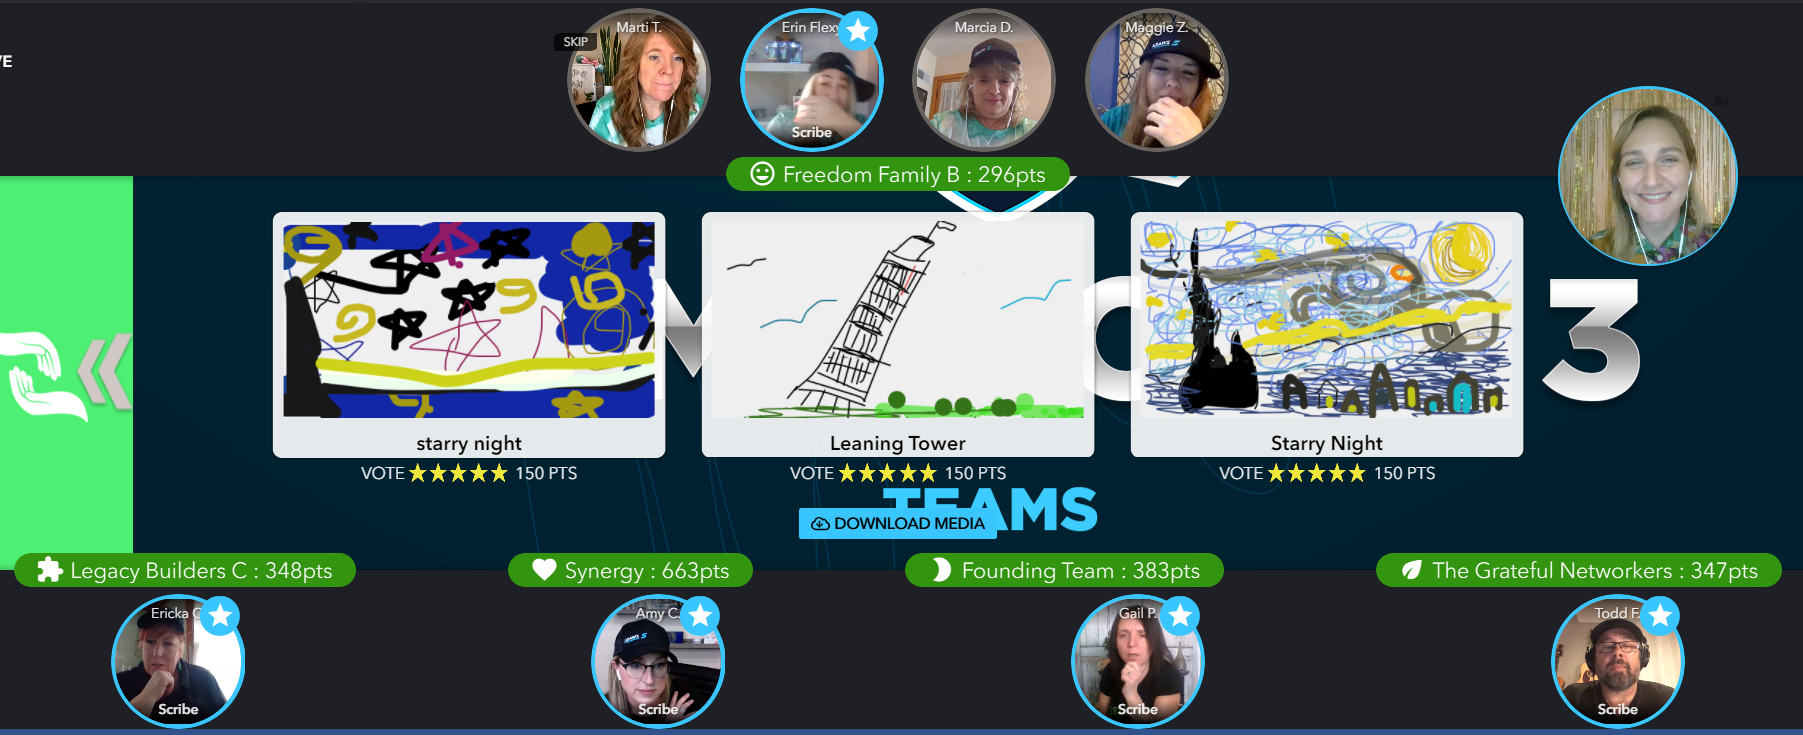 Marti T.
Erin Flexy
Marcia D.
Maggie Z.
SKIP
VE
Scribe
Freedom Family B : 296pts
3
starry night
Leaning Tower
Starry Night
VOTE ★★★★★ 150 PTS
VOTE ★★★★★ 150 PTS
VOTE ★★★★★ 150 PTS
TEAMS
DOWNLOAD MEDIA
Legacy Builders C : 348pts
Synergy : 663pts
Founding Team : 383pts
The Grateful Networkers : 347pts
Ericka C
Amy C.
Gail P.
Todd F.
Scribe
Scribe
Scribe
Scribe